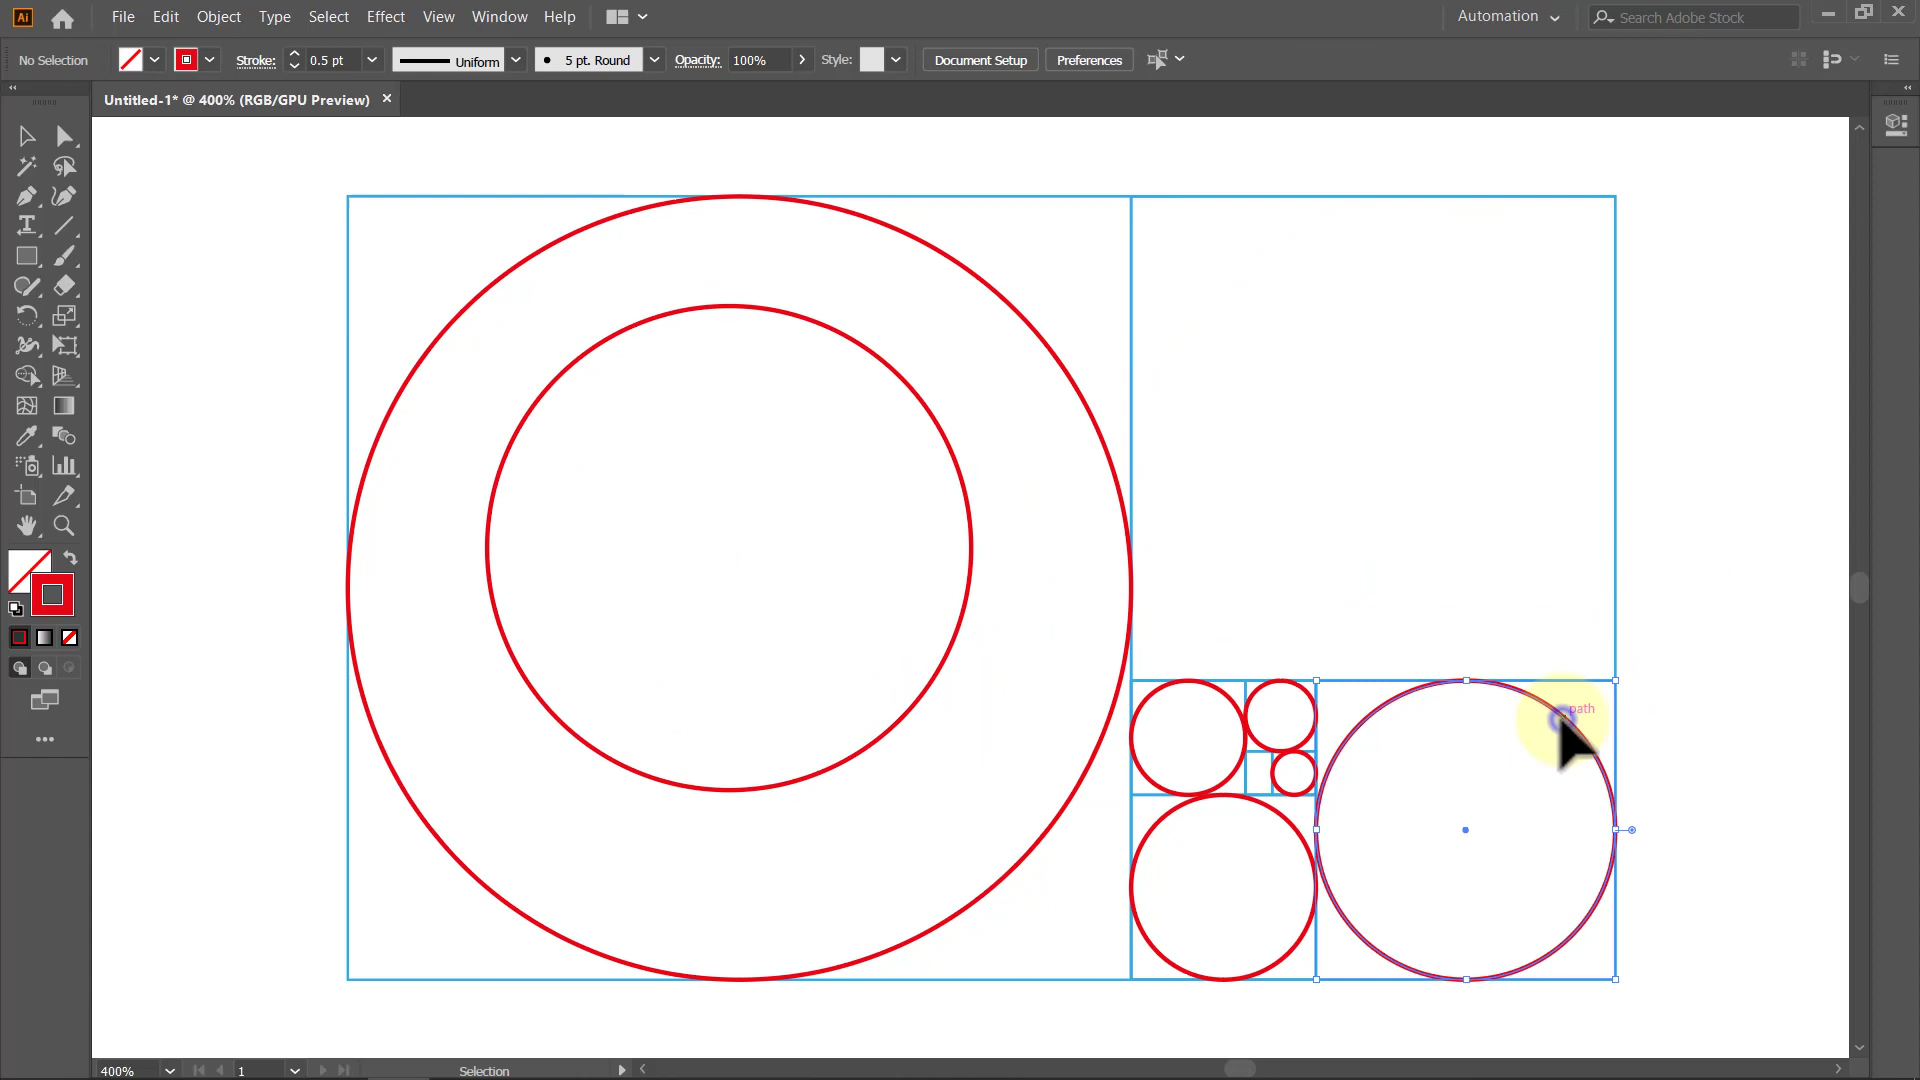 Ai File Edit Object Type Select Effect View Window Help Automation Search Adobe Stock
No Selection Stroke: 0.5 pt Uniform 5 pt. Round Opacity: 100% Style: Document Setup Preferences
Untitled-1* @ 400% (RGB/GPU Preview)
path
400% 1 Selection